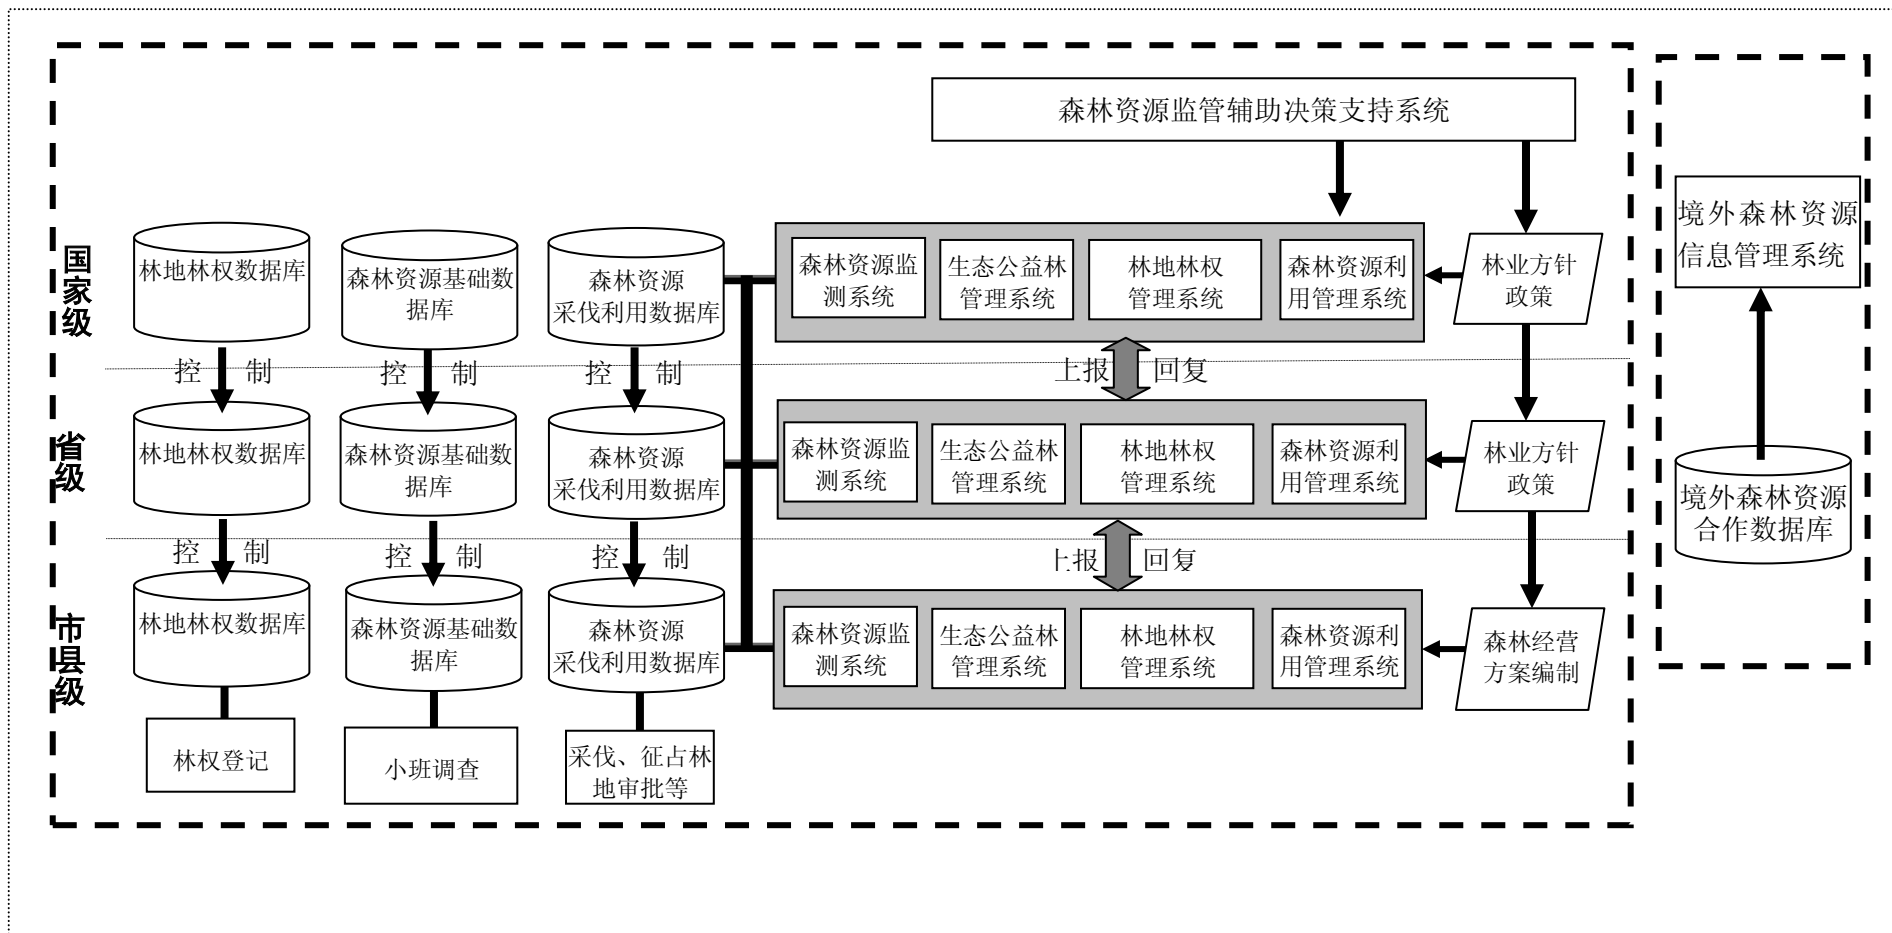 森林资源监管辅助决策支持系统
国家级
林地林权数据库
森林资源基础数
据库
森林资源
采伐利用数据库
森林资源监
测系统
生态公益林
管理系统
林地林权
管理系统
森林资源利
用管理系统
林业方针
政策
控 制
控 制
控 制
上报
回复
省级
林地林权数据库
森林资源基础数
据库
森林资源
采伐利用数据库
森林资源监
测系统
生态公益林
管理系统
林地林权
管理系统
森林资源利
用管理系统
林业方针
政策
控 制
控 制
控 制
上报
回复
市县级
林地林权数据库
森林资源基础数
据库
森林资源
采伐利用数据库
森林资源监
测系统
生态公益林
管理系统
林地林权
管理系统
森林资源利
用管理系统
森林经营
方案编制
林权登记
小班调查
采伐、征占林
地审批等
境外森林资源
信息管理系统
境外森林资源
合作数据库